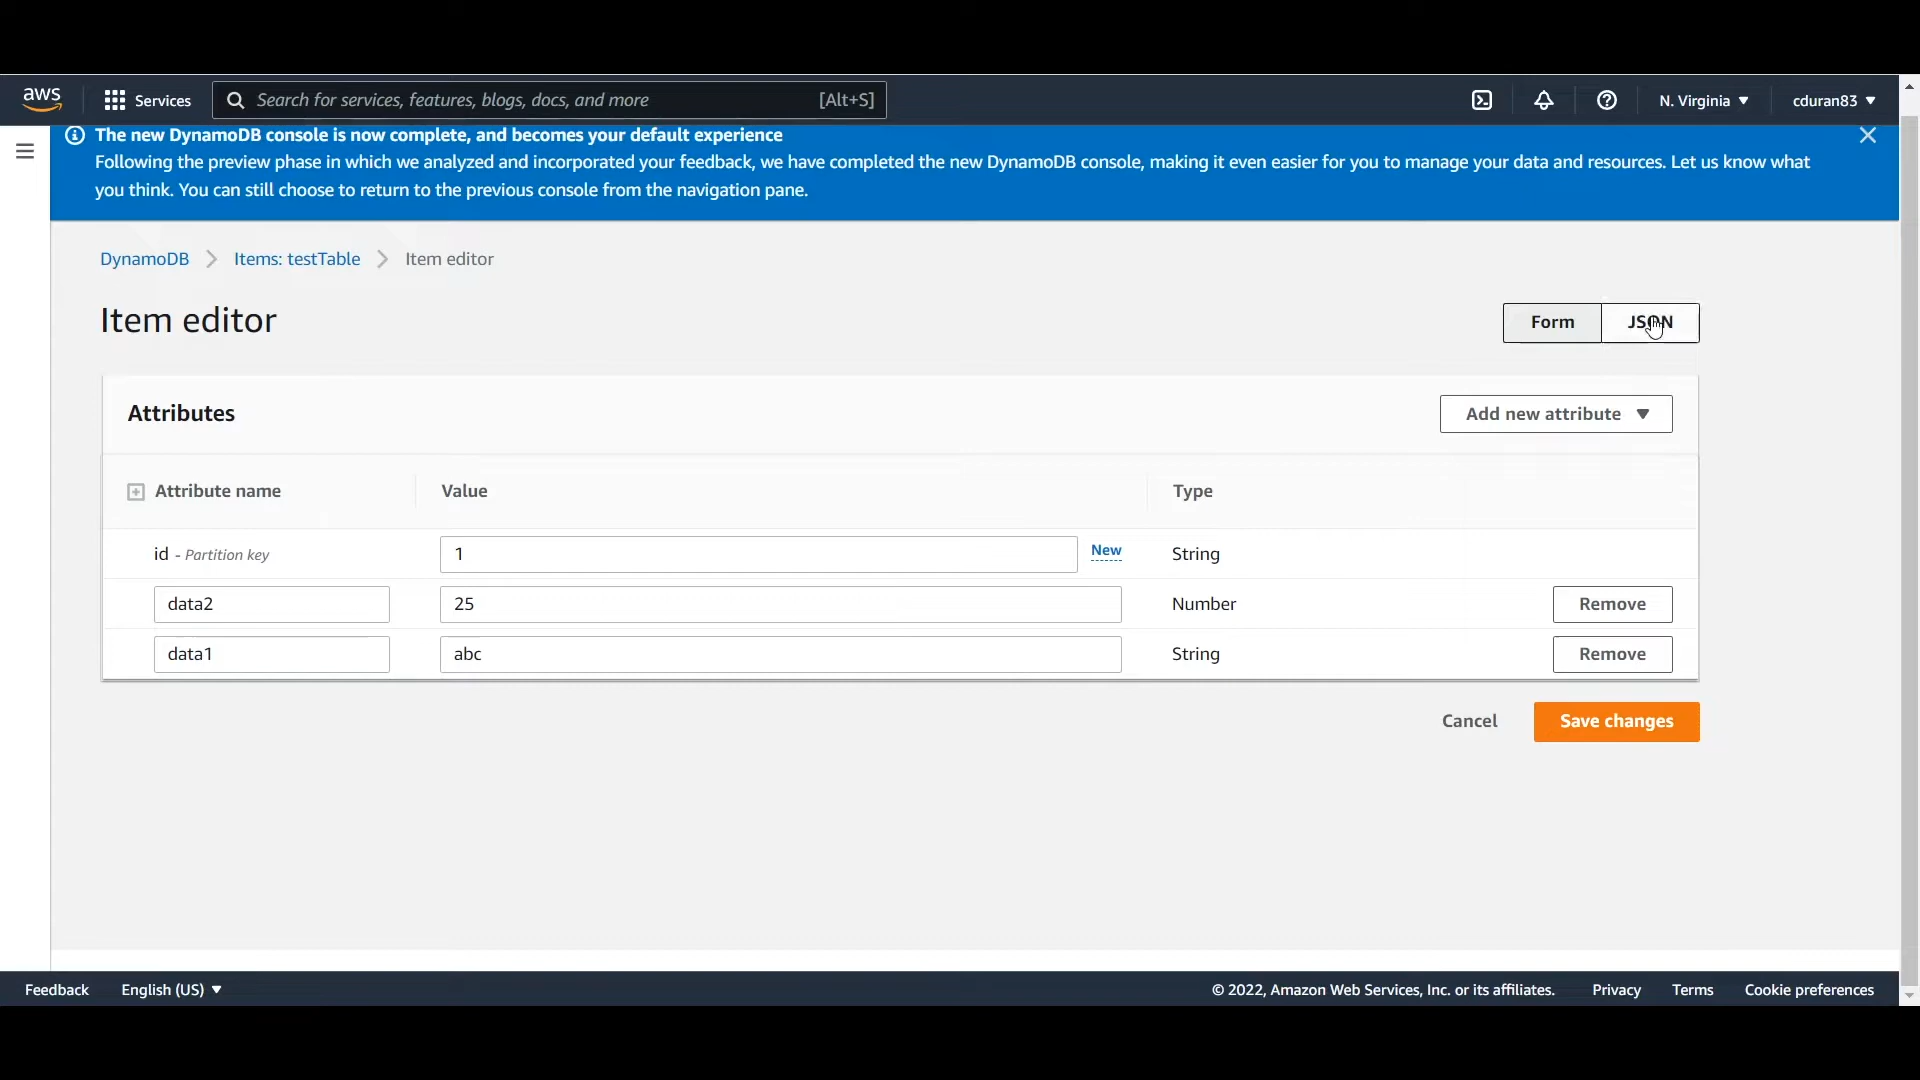 aws
Services
Search for services, features, blogs, docs, and more
[Alt+S]
N. Virginia ▼
cduran83 ▼
The new DynamoDB console is now complete, and becomes your default experience
Following the preview phase in which we analyzed and incorporated your feedback, we have completed the new DynamoDB console, making it even easier for you to manage your data and resources. Let us know what
you think. You can still choose to return to the previous console from the navigation pane.
DynamoDB > Items: testTable > Item editor
Item editor
Form
JSON
Attributes
Add new attribute ▼
Attribute name
Value
Type
id - Partition key
1
New
String
data2
25
Number
Remove
data1
abc
String
Remove
Cancel
Save changes
Feedback
English (US) ▼
© 2022, Amazon Web Services, Inc. or its affiliates.
Privacy
Terms
Cookie preferences